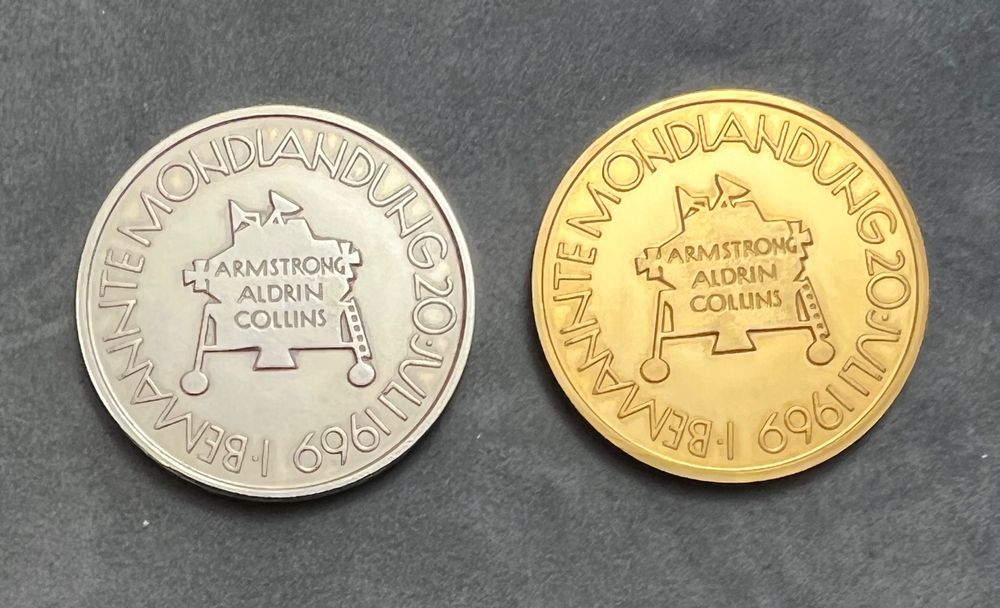 1·BEMANNTE MONDLANDUNG 20·JULI 1969
ARMSTRONG
ALDRIN
COLLINS
1·BEMANNTE MONDLANDUNG 20·JULI 1969
ARMSTRONG
ALDRIN
COLLINS